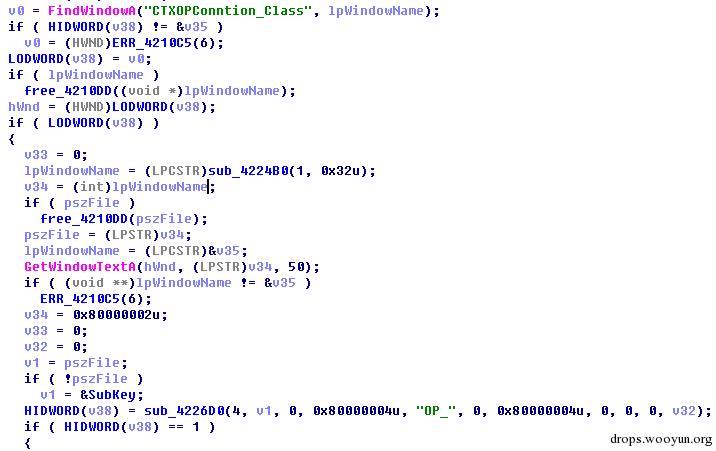 v0 = FindWindowA("CTXOPConntion_Class", lpWindowName);
if ( HIDWORD(v38) != &v35 )
v0 = (HWND)ERR_4210C5(6);
LODWORD(v38) = v0;
if ( lpWindowName )
free_4210DD((void *)lpWindowName);
hWnd = (HWND)LODWORD(v38);
if ( LODWORD(v38) )
{
v33 = 0;
lpWindowName = (LPCSTR)sub_4224B0(1, 0x32u);
v34 = (int)lpWindowName;
if ( pszFile )
free_4210DD(pszFile);
pszFile = (LPSTR)v34;
lpWindowName = (LPCSTR)&v35;
GetWindowTextA(hWnd, (LPSTR)v34, 50);
if ( (void **)lpWindowName != &v35 )
ERR_4210C5(6);
v34 = 0x80000002u;
v33 = 0;
v32 = 0;
v1 = pszFile;
if ( !pszFile )
v1 = &SubKey;
HIDWORD(v38) = sub_4226D0(4, v1, 0, 0x80000004u, "OP_", 0, 0x80000004u, 0, 0, 0, v32);
if ( HIDWORD(v38) == 1 )
{
drops.wooyun.org